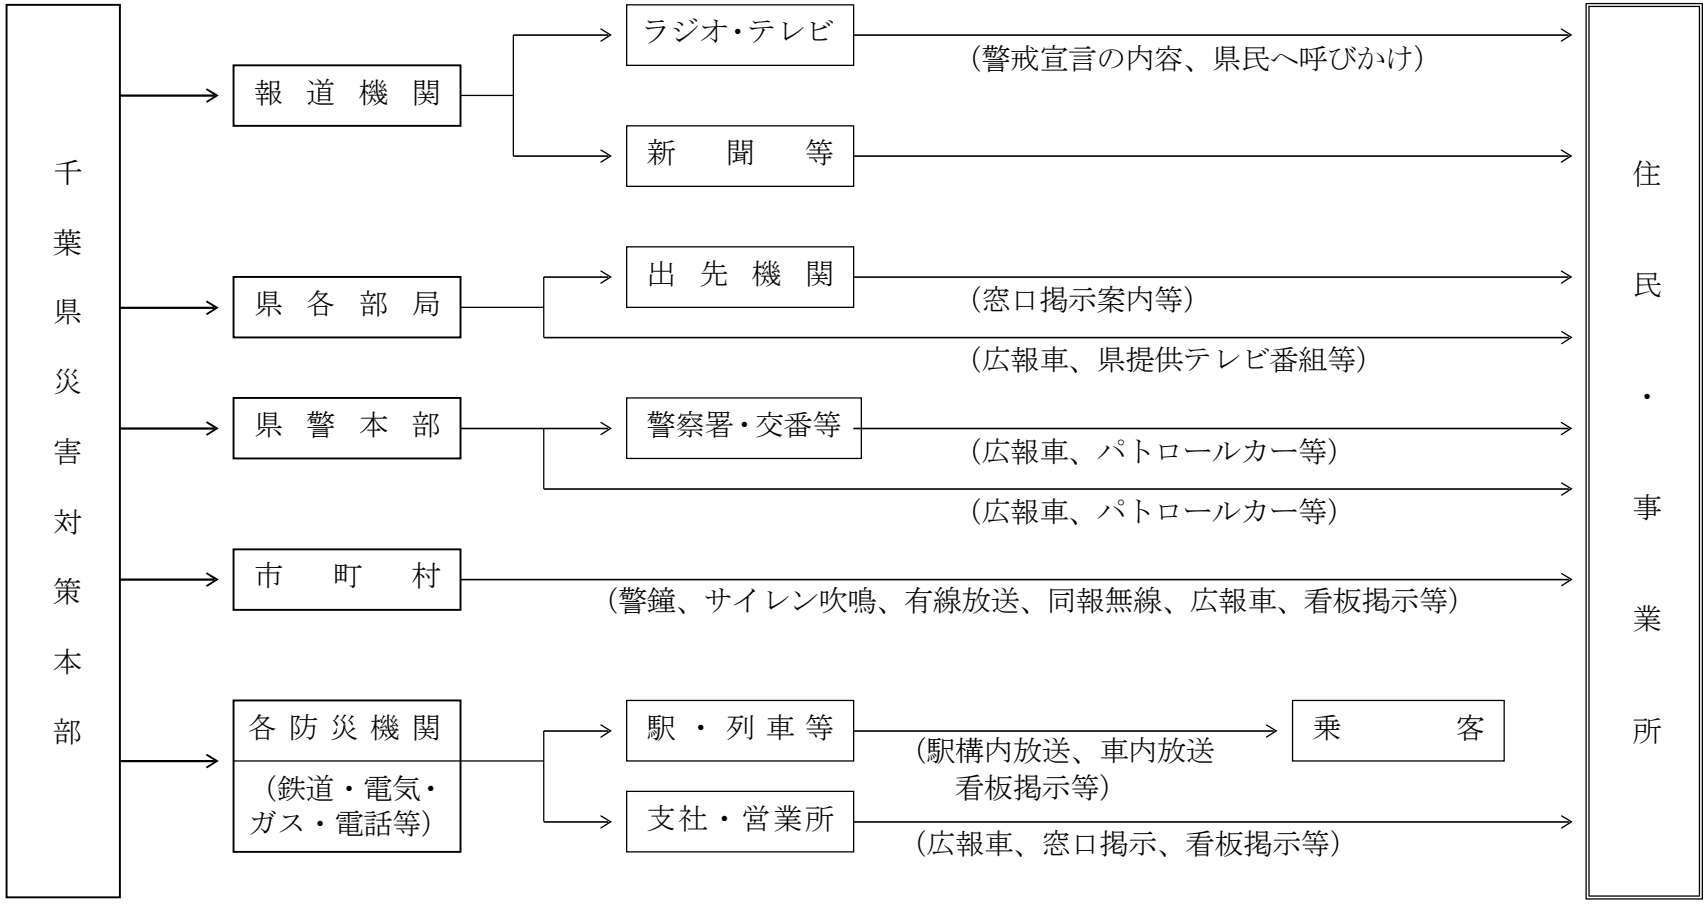 千葉県災害対策本部
報道機関
ラジオ・テレビ
（警戒宣言の内容、県民へ呼びかけ）
新聞等
県各部局
出先機関
（窓口掲示案内等）
（広報車、県提供テレビ番組等）
県警本部
警察署・交番等
（広報車、パトロールカー等）
（広報車、パトロールカー等）
市町村
（警鐘、サイレン吹鳴、有線放送、同報無線、広報車、看板掲示等）
各防災機関
（鉄道・電気・
ガス・電話等）
駅・列車等
（駅構内放送、車内放送
看板掲示等）
乗客
支社・営業所
（広報車、窓口掲示、看板掲示等）
住民・事業所